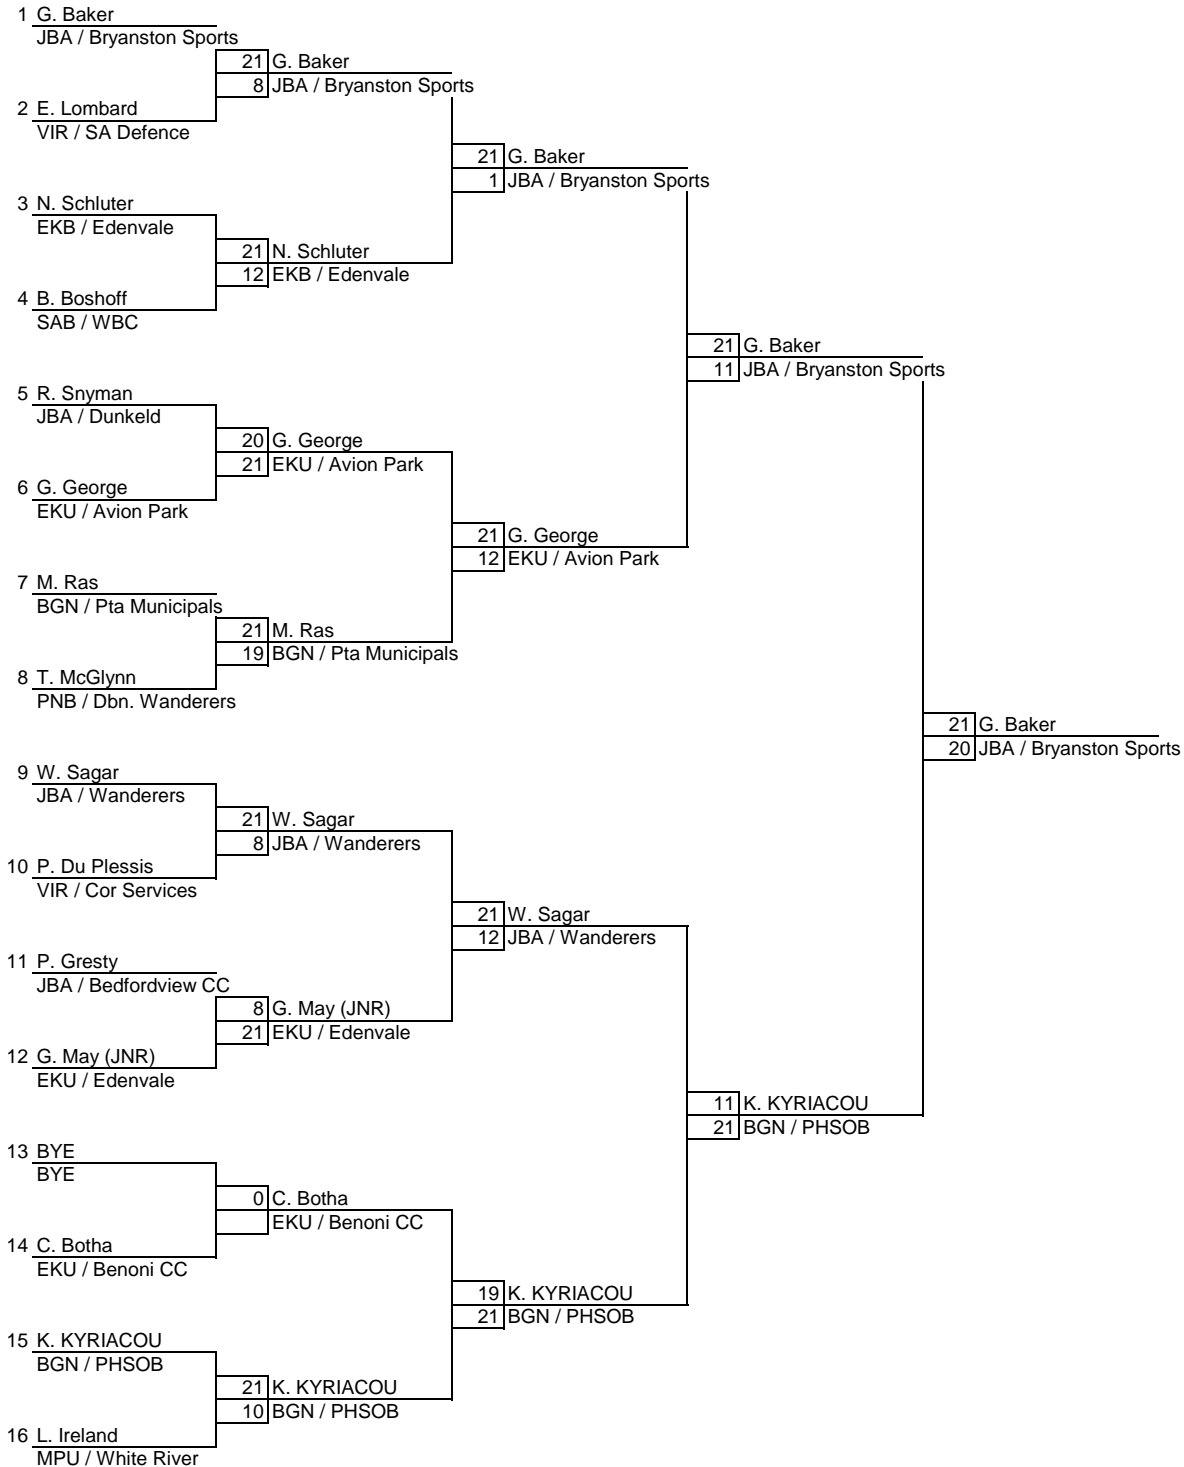 1 G. Baker
JBA / Bryanston Sports
21 G. Baker
8 JBA / Bryanston Sports
2 E. Lombard
VIR / SA Defence
21 G. Baker
1 JBA / Bryanston Sports
3 N. Schluter
EKB / Edenvale
21 N. Schluter
12 EKB / Edenvale
4 B. Boshoff
SAB / WBC
21 G. Baker
11 JBA / Bryanston Sports
5 R. Snyman
JBA / Dunkeld
20 G. George
21 EKU / Avion Park
6 G. George
EKU / Avion Park
21 G. George
12 EKU / Avion Park
7 M. Ras
BGN / Pta Municipals
21 M. Ras
19 BGN / Pta Municipals
8 T. McGlynn
PNB / Dbn. Wanderers
21 G. Baker
20 JBA / Bryanston Sports
9 W. Sagar
JBA / Wanderers
21 W. Sagar
8 JBA / Wanderers
10 P. Du Plessis
VIR / Cor Services
21 W. Sagar
12 JBA / Wanderers
11 P. Gresty
JBA / Bedfordview CC
8 G. May (JNR)
21 EKU / Edenvale
12 G. May (JNR)
EKU / Edenvale
11 K. KYRIACOU
21 BGN / PHSOB
13 BYE
BYE
0 C. Botha
EKU / Benoni CC
14 C. Botha
EKU / Benoni CC
19 K. KYRIACOU
21 BGN / PHSOB
15 K. KYRIACOU
BGN / PHSOB
21 K. KYRIACOU
10 BGN / PHSOB
16 L. Ireland
MPU / White River